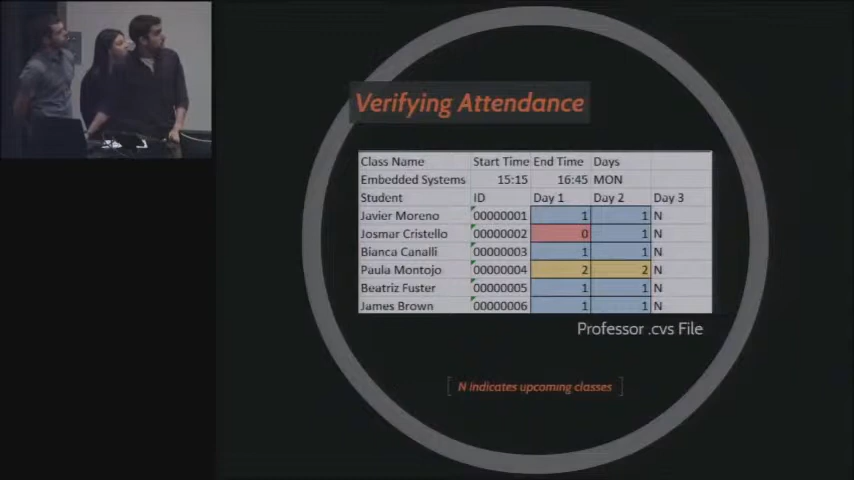 Verifying Attendance
Class Name Start Time End Time Days
Embedded Systems 15:15 16:45 MON
Student ID Day 1 Day 2 Day 3
Javier Moreno 00000001 1 1 N
Josmar Cristello 00000002 0 1 N
Bianca Canalli 00000003 1 1 N
Paula Montojo 00000004 2 2 N
Beatriz Fuster 00000005 1 1 N
James Brown 00000006 1 1 N
Professor .cvs File
[ N indicates upcoming classes ]